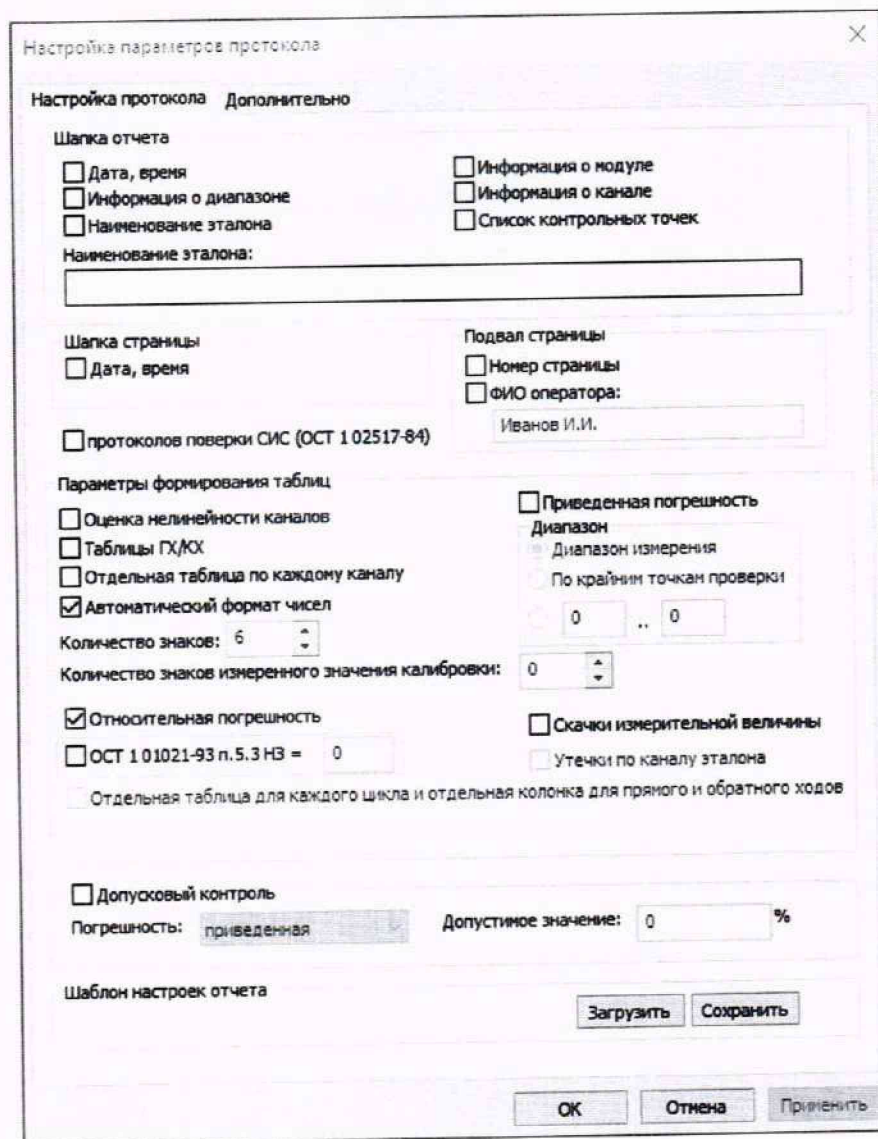 Настройка параметров протокола
Настройка протокола Дополнительно
Шапка отчета
Дата, время
Информация о диапазоне
Наименование эталона
Информация о модуле
Информация о канале
Список контрольных точек
Наименование эталона:
Шапка страницы
Дата, время
Подвал страницы
Номер страницы
ФИО оператора:
Иванов И.И.
протоколов поверки СИС (ОСТ 1 02517-84)
Параметры формирования таблиц
Оценка нелинейности каналов
Таблицы ГХ/КХ
Отдельная таблица по каждому каналу
Автоматический формат чисел
Количество знаков: 6
Приведенная погрешность
Диапазон
Диапазон измерения
По крайним точкам проверки
0 .. 0
Количество знаков измеренного значения калибровки: 0
Относительная погрешность
Скачки измерительной величины
ОСТ 1 01021-93 п.5.3 НЗ = 0
Утечки по каналу эталона
Отдельная таблица для каждого цикла и отдельная колонка для прямого и обратного ходов
Допусковый контроль
Погрешность: приведенная Допустимое значение: 0 %
Шаблон настроек отчета
Загрузить Сохранить
ОК Отмена Применить